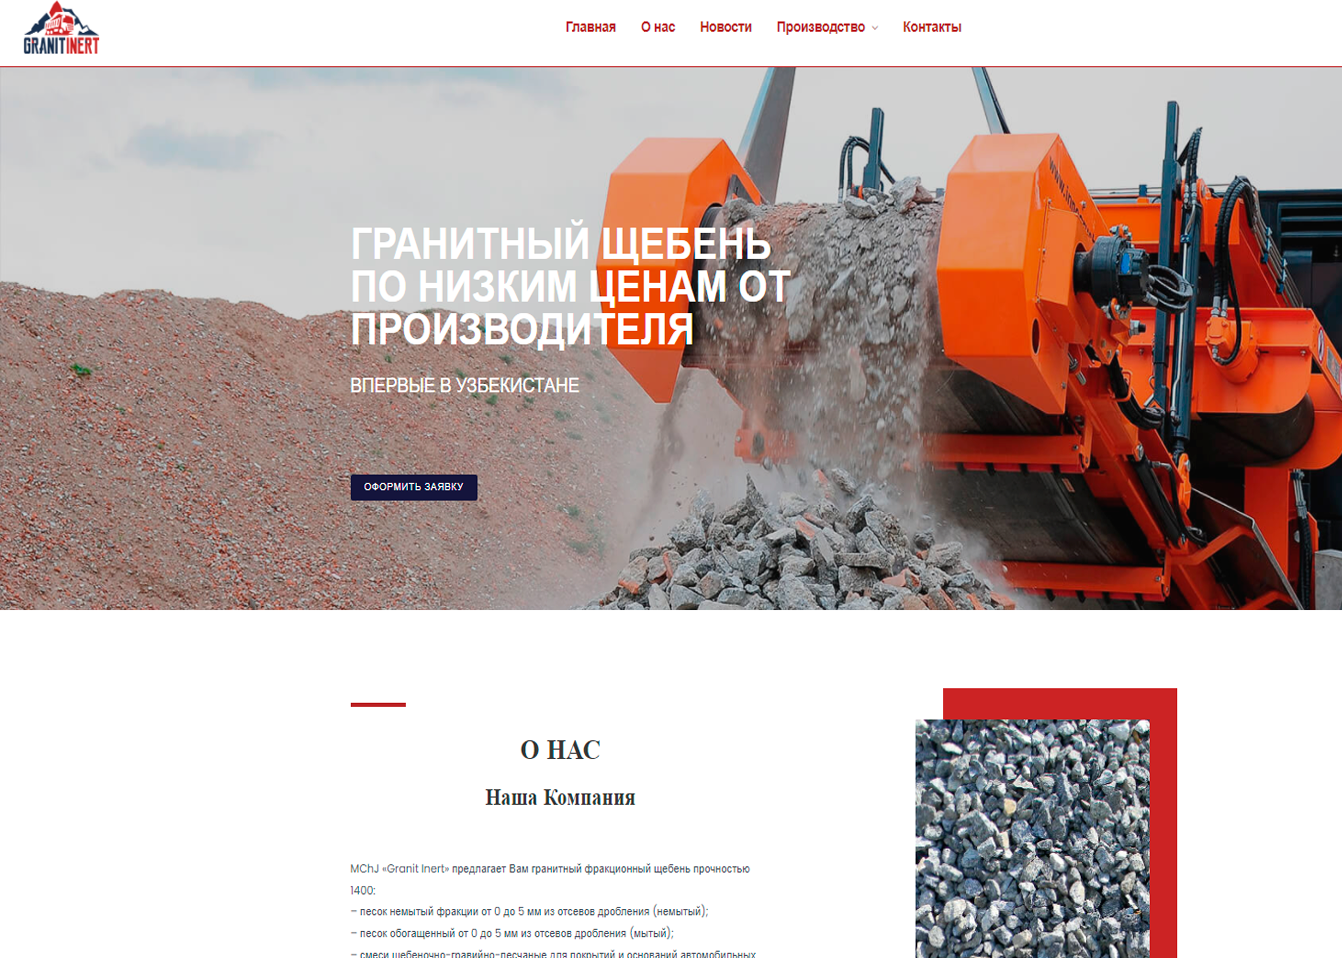 GRANITINERT
Главная О нас Новости Производство Контакты
ГРАНИТНЫЙ ЩЕБЕНЬ
ПО НИЗКИМ ЦЕНАМ ОТ
ПРОИЗВОДИТЕЛЯ
ВПЕРВЫЕ В УЗБЕКИСТАНЕ
ОФОРМИТЬ ЗАЯВКУ
О НАС
Наша Компания
MChJ «Granit Inert» предлагает Вам гранитный фракционный щебень прочностью
1400:
– песок немытый фракции от 0 до 5 мм из отсевов дробления (немытый);
– песок обогащенный от 0 до 5 мм из отсевов дробления (мытый);
– смеси щебеночно-гравийно-песчаные для покрытий и оснований автомобильных